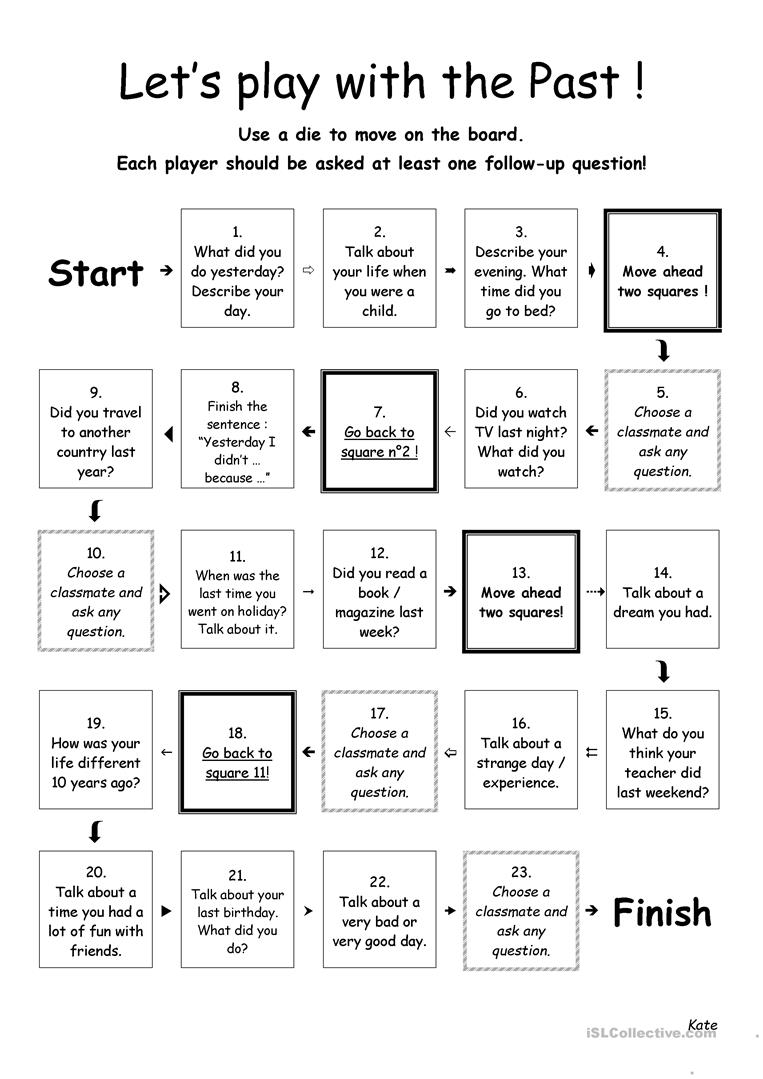 Let's play with the Past !
Use a die to move on the board.
Each player should be asked at least one follow-up question!
Start
1.
What did you
do yesterday?
Describe your
day.
2.
Talk about
your life when
you were a
child.
3.
Describe your
evening. What
time did you
go to bed?
4.
Move ahead
two squares !
5.
Choose a
classmate and
ask any
question.
6.
Did you watch
TV last night?
What did you
watch?
7.
Go back to
square n°2 !
8.
Finish the
sentence :
“Yesterday I
didn't …
because …”
9.
Did you travel
to another
country last
year?
10.
Choose a
classmate and
ask any
question.
11.
When was the
last time you
went on holiday?
Talk about it.
12.
Did you read a
book /
magazine last
week?
13.
Move ahead
two squares!
14.
Talk about a
dream you had.
15.
What do you
think your
teacher did
last weekend?
16.
Talk about a
strange day /
experience.
17.
Choose a
classmate and
ask any
question.
18.
Go back to
square 11!
19.
How was your
life different
10 years ago?
20.
Talk about a
time you had a
lot of fun with
friends.
21.
Talk about your
last birthday.
What did you
do?
22.
Talk about a
very bad or
very good day.
23.
Choose a
classmate and
ask any
question.
Finish
Kate
iSLCollective.com